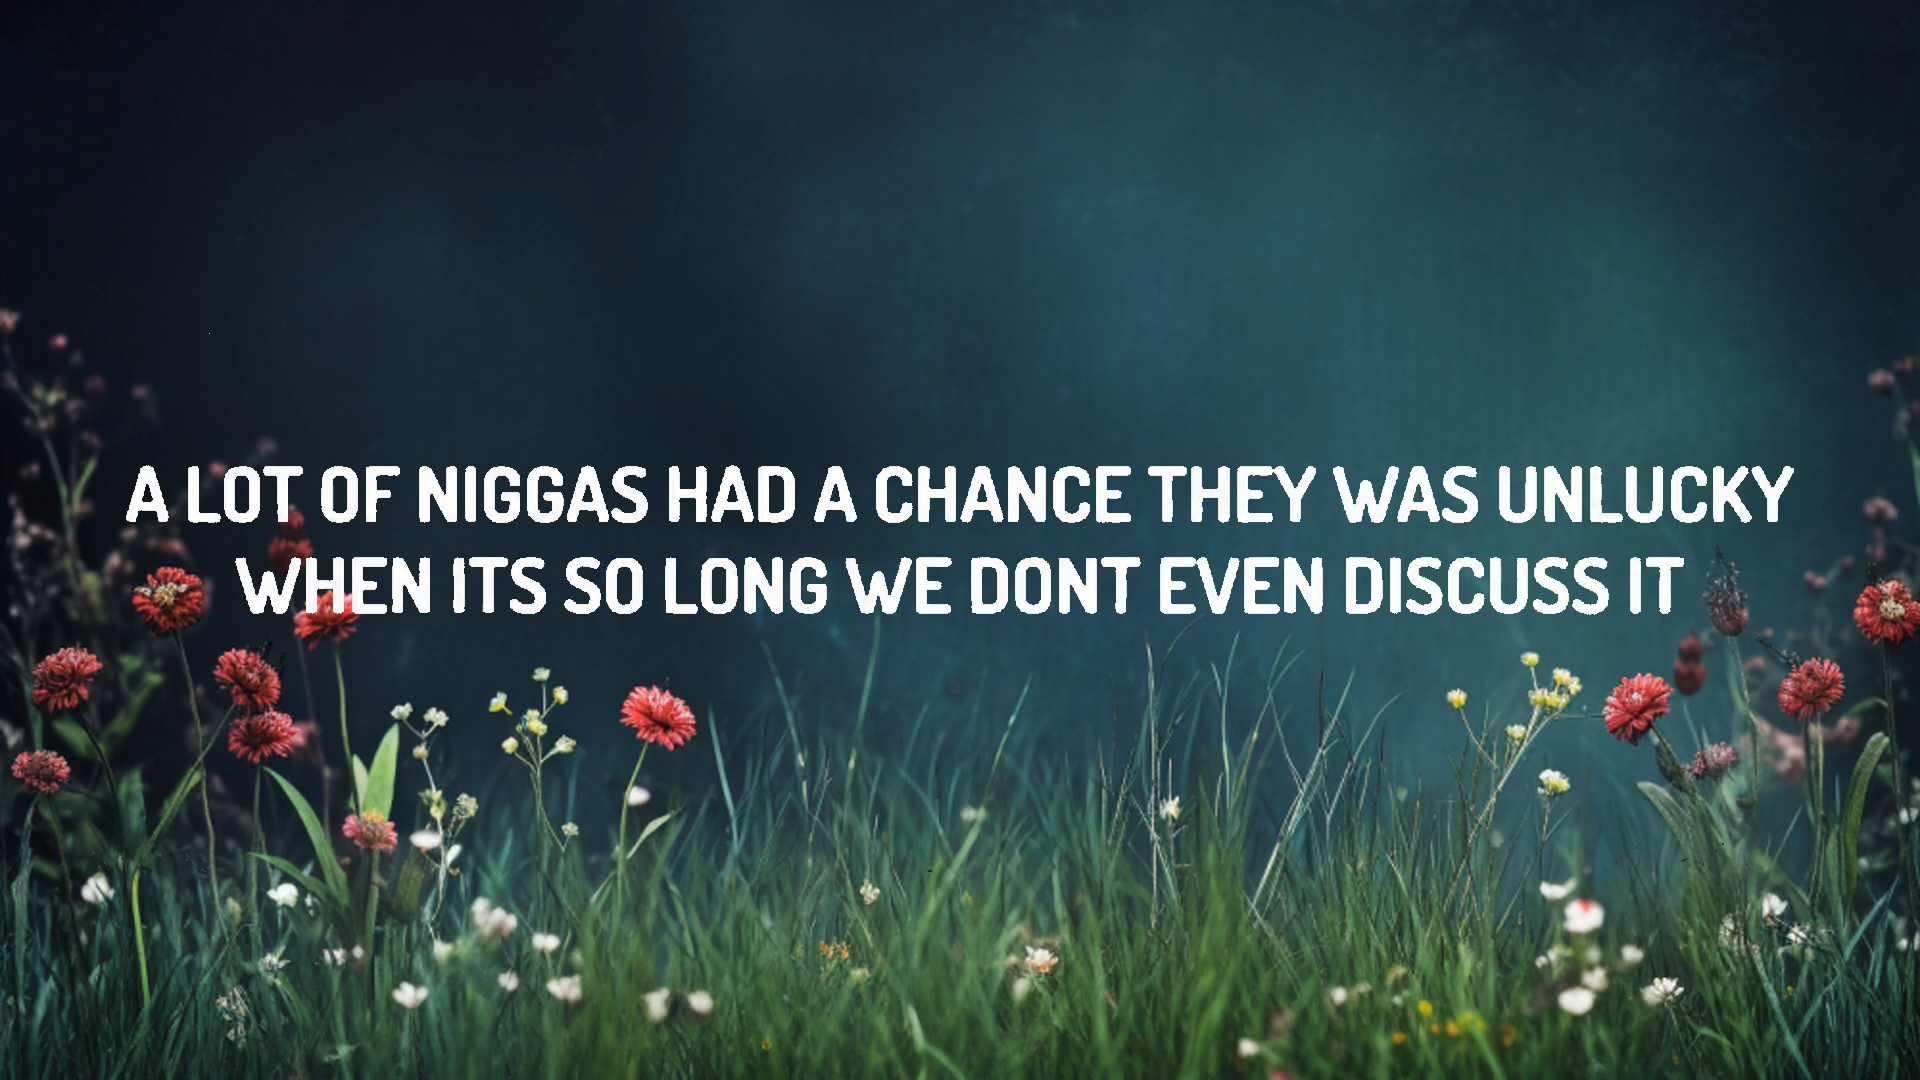 A LOT OF NIGGAS HAD A CHANCE THEY WAS UNLUCKY
WHEN ITS SO LONG WE DONT EVEN DISCUSS IT